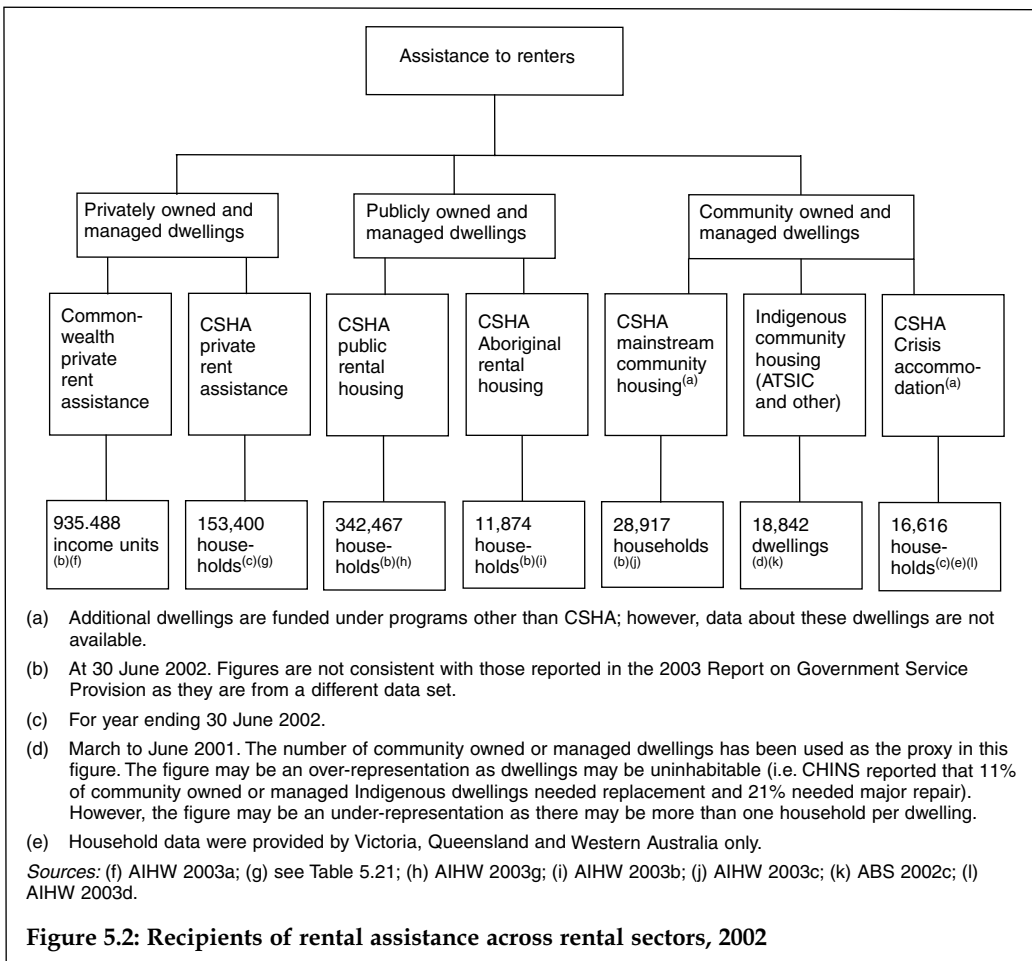 Assistance to renters
Privately owned and
managed dwellings
Publicly owned and
managed dwellings
Community owned and
managed dwellings
Common-
wealth
private
rent
assistance
CSHA
private
rent
assistance
CSHA
public
rental
housing
CSHA
Aboriginal
rental
housing
CSHA
mainstream
community
housing(a)
Indigenous
community
housing
(ATSIC
and other)
CSHA
Crisis
accommo-
dation(a)
935.488
income units
(b)(f)
153,400
house-
holds(c)(g)
342,467
house-
holds(b)(h)
11,874
house-
holds(b)(i)
28,917
households
(b)(j)
18,842
dwellings
(d)(k)
16,616
house-
holds(c)(e)(l)
(a) Additional dwellings are funded under programs other than CSHA; however, data about these dwellings are not
available.
(b) At 30 June 2002. Figures are not consistent with those reported in the 2003 Report on Government Service
Provision as they are from a different data set.
(c) For year ending 30 June 2002.
(d) March to June 2001. The number of community owned or managed dwellings has been used as the proxy in this
figure. The figure may be an over-representation as dwellings may be uninhabitable (i.e. CHINS reported that 11%
of community owned or managed Indigenous dwellings needed replacement and 21% needed major repair).
However, the figure may be an under-representation as there may be more than one household per dwelling.
(e) Household data were provided by Victoria, Queensland and Western Australia only.
Sources: (f) AIHW 2003a; (g) see Table 5.21; (h) AIHW 2003g; (i) AIHW 2003b; (j) AIHW 2003c; (k) ABS 2002c; (l)
AIHW 2003d.
Figure 5.2: Recipients of rental assistance across rental sectors, 2002